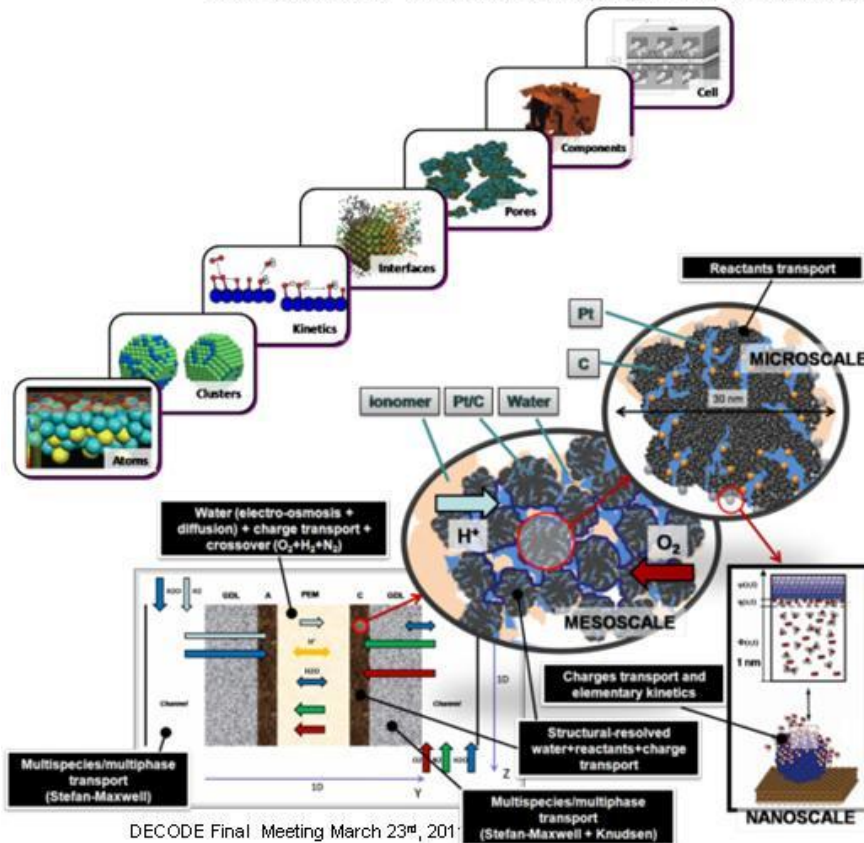 Cell
Components
Pores
Interfaces
Kinetics
Clusters
Atoms
Reactants transport
Pt
C
MICROSCALE
30 nm
ionomer
Pt/C
Water
H+
O2
MESOSCALE
Water (electro-osmosis +
diffusion) + charge transport +
crossover (O2+H2+N2)
H2O
GDL
A
PEM
C
GDL
H+
H2O
Channel
Channel
1D
1D
Y
Z
Multispecies/multiphase
transport
(Stefan-Maxwell)
Charges transport and
elementary kinetics
Structural-resolved
water+reactants+charge
transport
Multispecies/multiphase
transport
(Stefan-Maxwell + Knudsen)
1 nm
NANOSCALE
DECODE Final Meeting March 23rd, 201